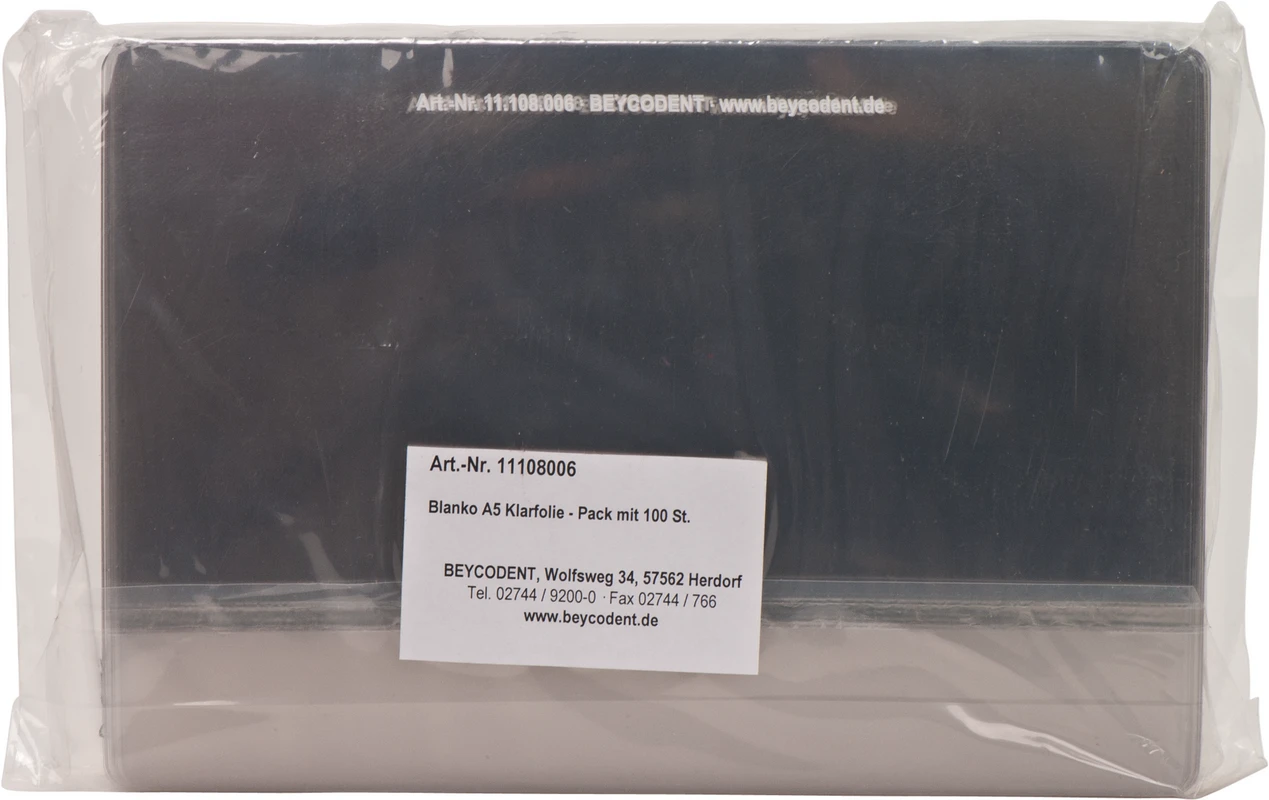 Art.-Nr. 11.108.006 · BEYCODENT · www.beycodent.de
Art.-Nr. 11108006
Blanko A5 Klarfolie - Pack mit 100 St.
BEYCODENT, Wolfsweg 34, 57562 Herdorf
Tel. 02744 / 9200-0 · Fax 02744 / 766
www.beycodent.de